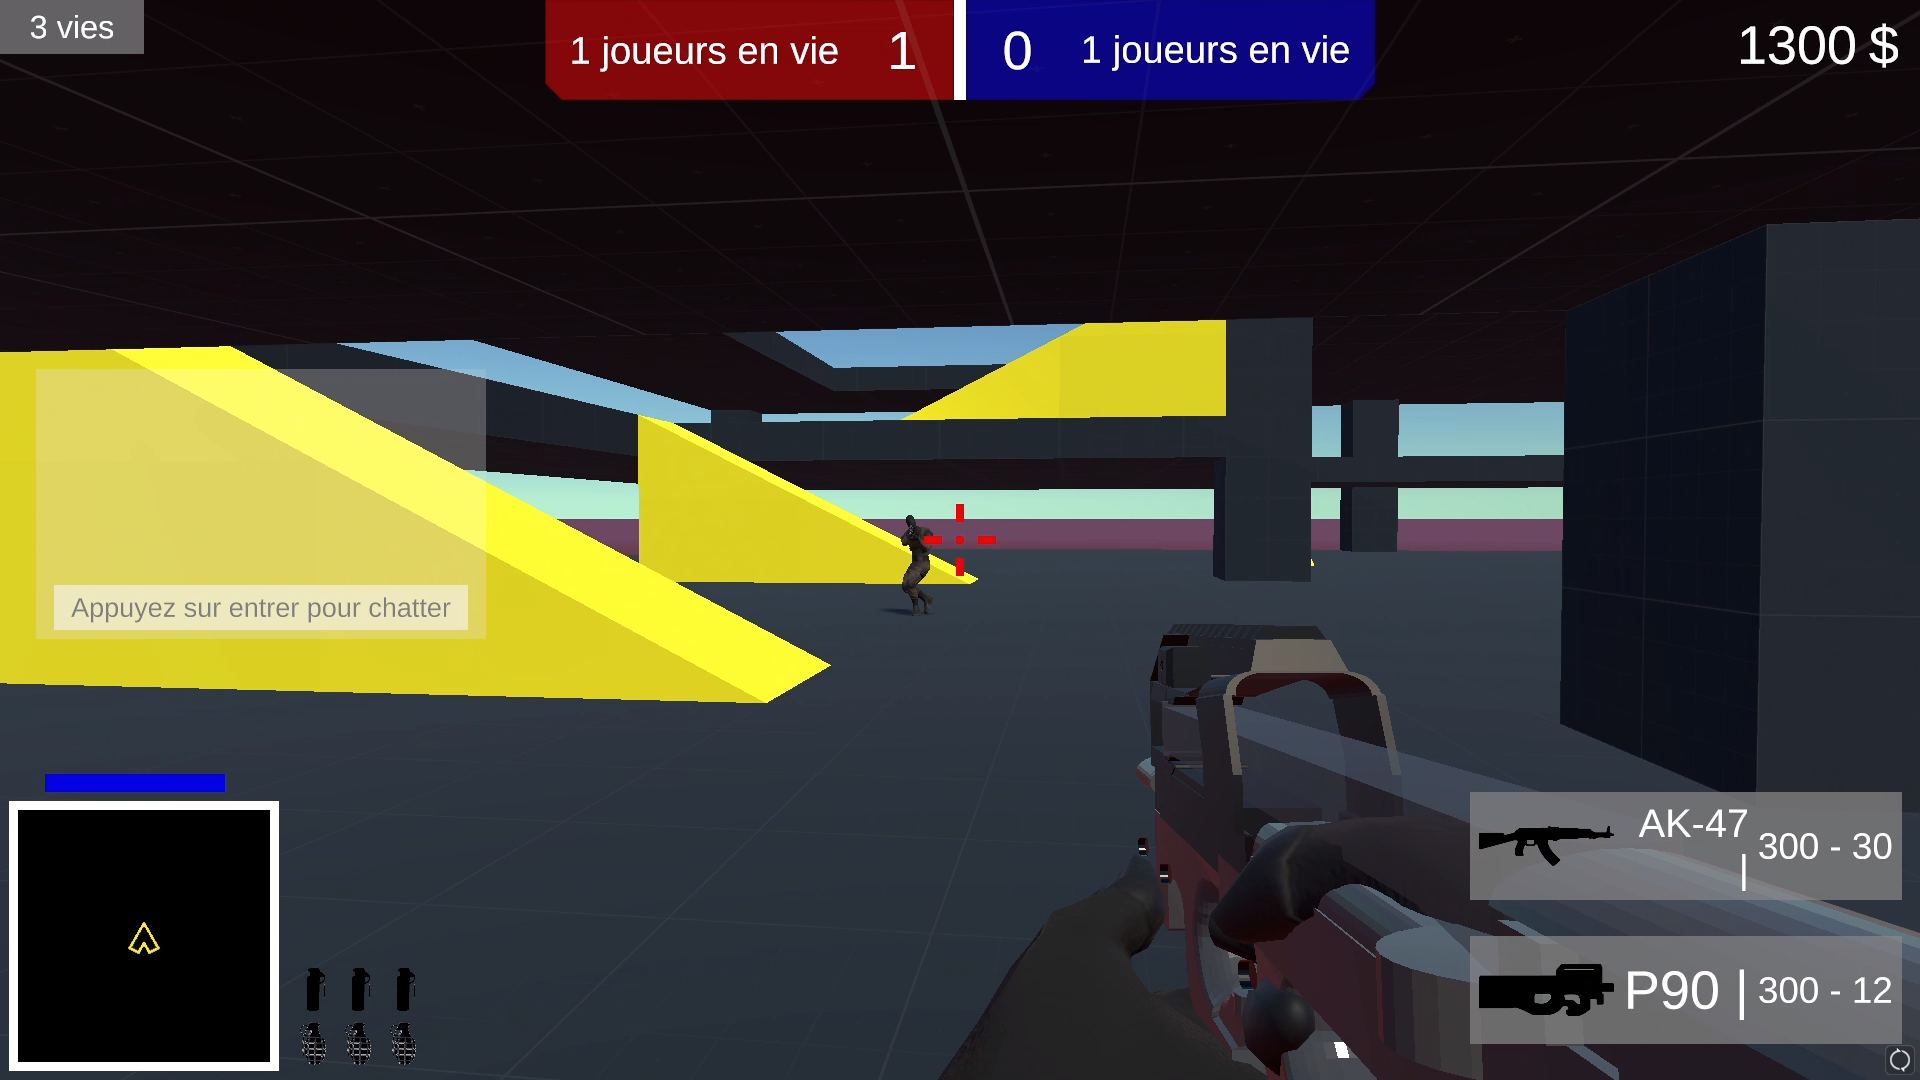 3 vies
1 joueurs en vie 1
0 1 joueurs en vie
1300 $
Appuyez sur entrer pour chatter
AK-47
| 300 - 30
P90 | 300 - 12